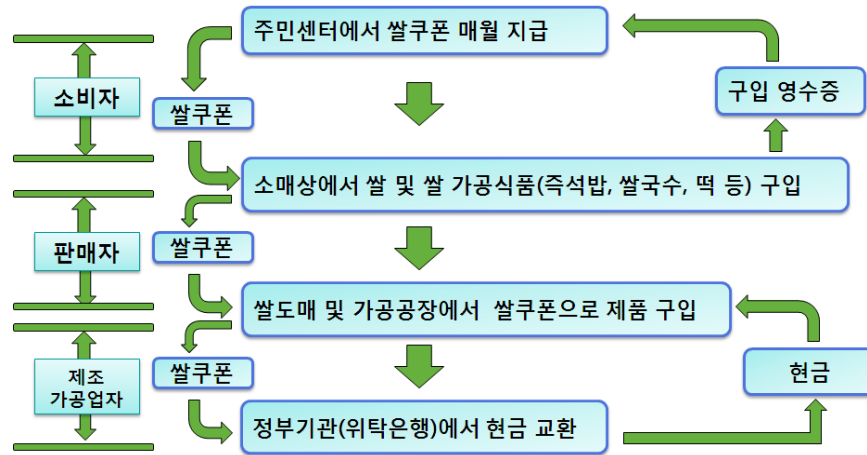 주민센터에서 쌀쿠폰 매월 지급
소비자
쌀쿠폰
구입 영수증
소매상에서 쌀 및 쌀 가공식품(즉석밥, 쌀국수, 떡 등) 구입
판매자
쌀쿠폰
쌀도매 및 가공공장에서 쌀쿠폰으로 제품 구입
제조
가공업자
쌀쿠폰
현금
정부기관(위탁은행)에서 현금 교환